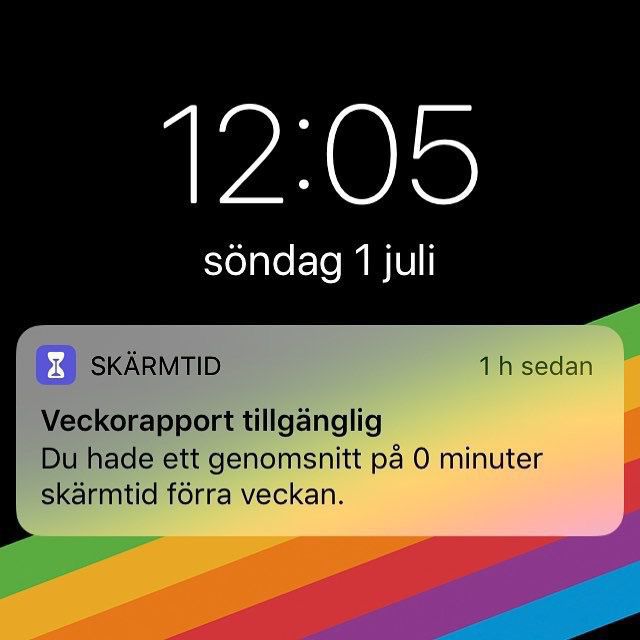 12:05
söndag 1 juli
SKÄRMTID 1 h sedan
Veckorapport tillgänglig
Du hade ett genomsnitt på 0 minuter
skärmtid förra veckan.